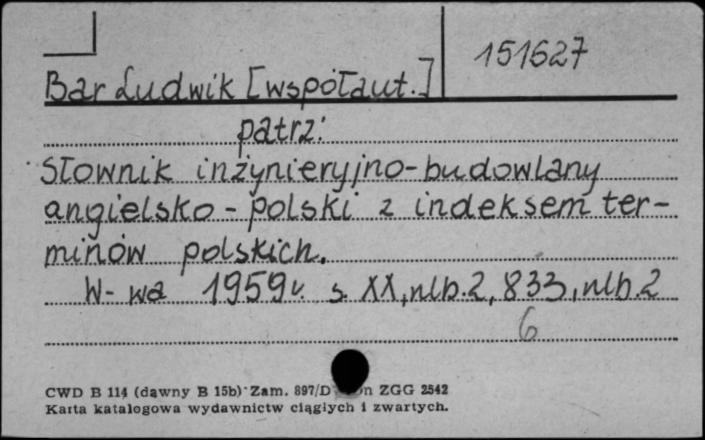 151627
Bar Ludwik [współaut.]
patrz:
Słownik inżynieryjno-budowlany
angielsko-polski z indeksem ter-
minów polskich.
W-wa 1959r. s. XX, nlb. 2, 833, nlb. 2
6
CWD B 114 (dawny B 15b) Zam. 897/D ZGG 2542
Karta katalogowa wydawnictw ciągłych i zwartych.